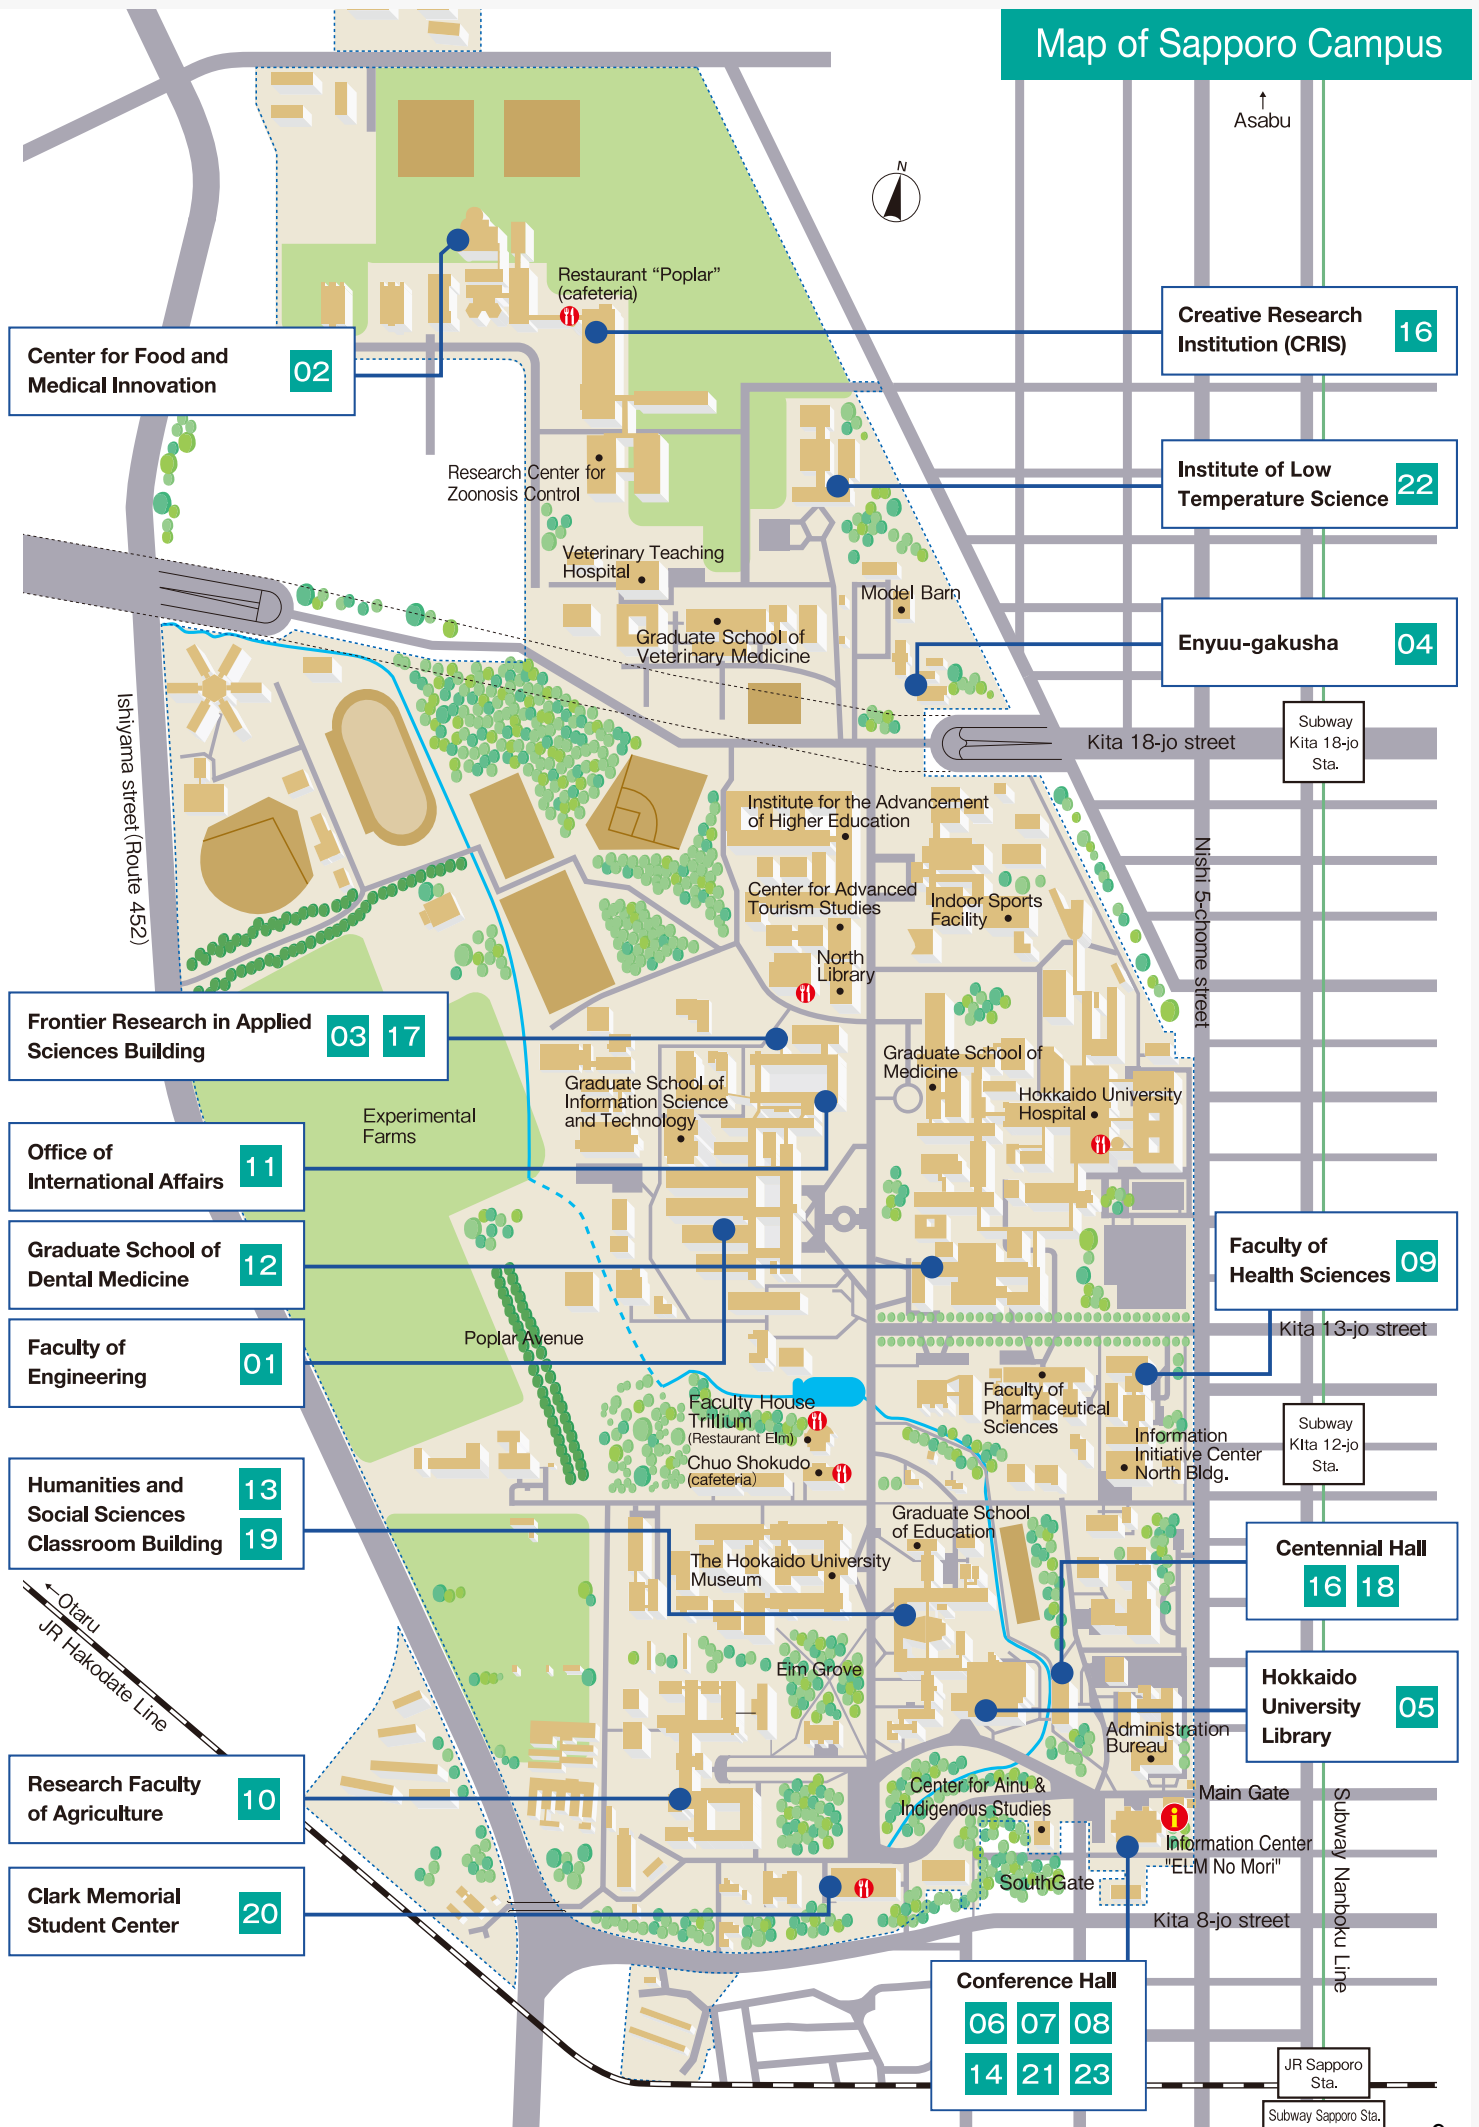 Map of Sapporo Campus
Asabu
N
Restaurant “Poplar”
(cafeteria)
Creative Research
Institution (CRIS)
16
Center for Food and
Medical Innovation
02
Research Center for
Zoonosis Control
Institute of Low
Temperature Science
22
Veterinary Teaching
Hospital
Model Barn
Graduate School of
Veterinary Medicine
Enyuu-gakusha
04
Ishiyama street(Route 452)
Kita 18-jo street
Subway
Kita 18-jo
Sta.
Institute for the Advancement
of Higher Education
Nishi 5-chome street
Center for Advanced
Tourism Studies
Indoor Sports
Facility
North
Library
Frontier Research in Applied
Sciences Building
03 17
Graduate School of
Medicine
Graduate School of
Information Science
and Technology
Hokkaido University
Hospital
Experimental
Farms
Office of
International Affairs
11
Graduate School of
Dental Medicine
12
Faculty of
Health Sciences
09
Kita 13-jo street
Faculty of
Engineering
01
Poplar Avenue
Faculty House
Trillium
(Restaurant Elm)
Faculty of
Pharmaceutical
Sciences
Chuo Shokudo
(cafeteria)
Information
Initiative Center
North Bldg.
Subway
KIta 12-jo
Sta.
Humanities and
Social Sciences
Classroom Building
13
19
Graduate School
of Education
The Hookaido University
Museum
Centennial Hall
16 18
Otaru
JR Hakodate Line
Eim Grove
Hokkaido
University
Library
05
Administration
Bureau
Research Faculty
of Agriculture
10
Center for Ainu &
Indigenous Studies
Main Gate
i
Information Center
"ELM No Mori"
Subway Nanboku Line
Clark Memorial
Student Center
20
SouthGate
Kita 8-jo street
Conference Hall
06 07 08
14 21 23
JR Sapporo
Sta.
Subway Sapporo Sta.